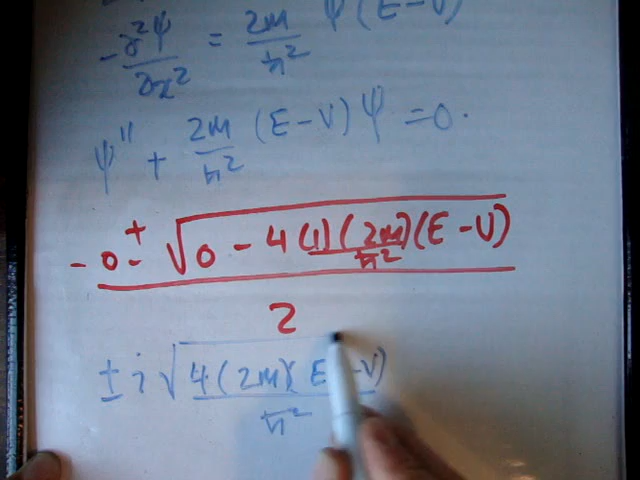 -∂²ψ/∂x² = 2m/ħ² ψ(E-V)
ψ'' + 2m/ħ² (E-V)ψ = 0.
-0 ± √(0 - 4(1)(2m/ħ²)(E-V))
2
± i √(4(2m)(E-V)/ħ²)